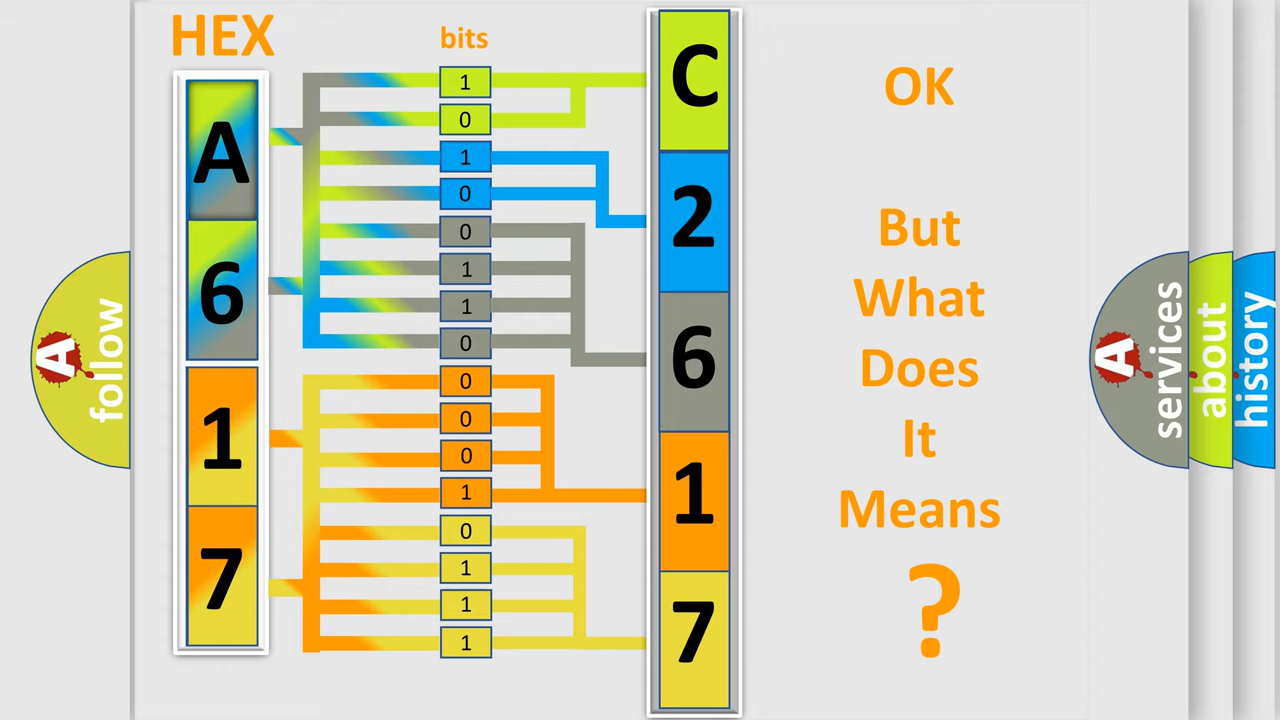 HEX
bits
A
6
1
7
1
0
1
0
0
1
1
0
0
0
0
1
0
1
1
1
C
2
6
1
7
OK
But
What
Does
It
Means
?
A
follow
A
services
about
history